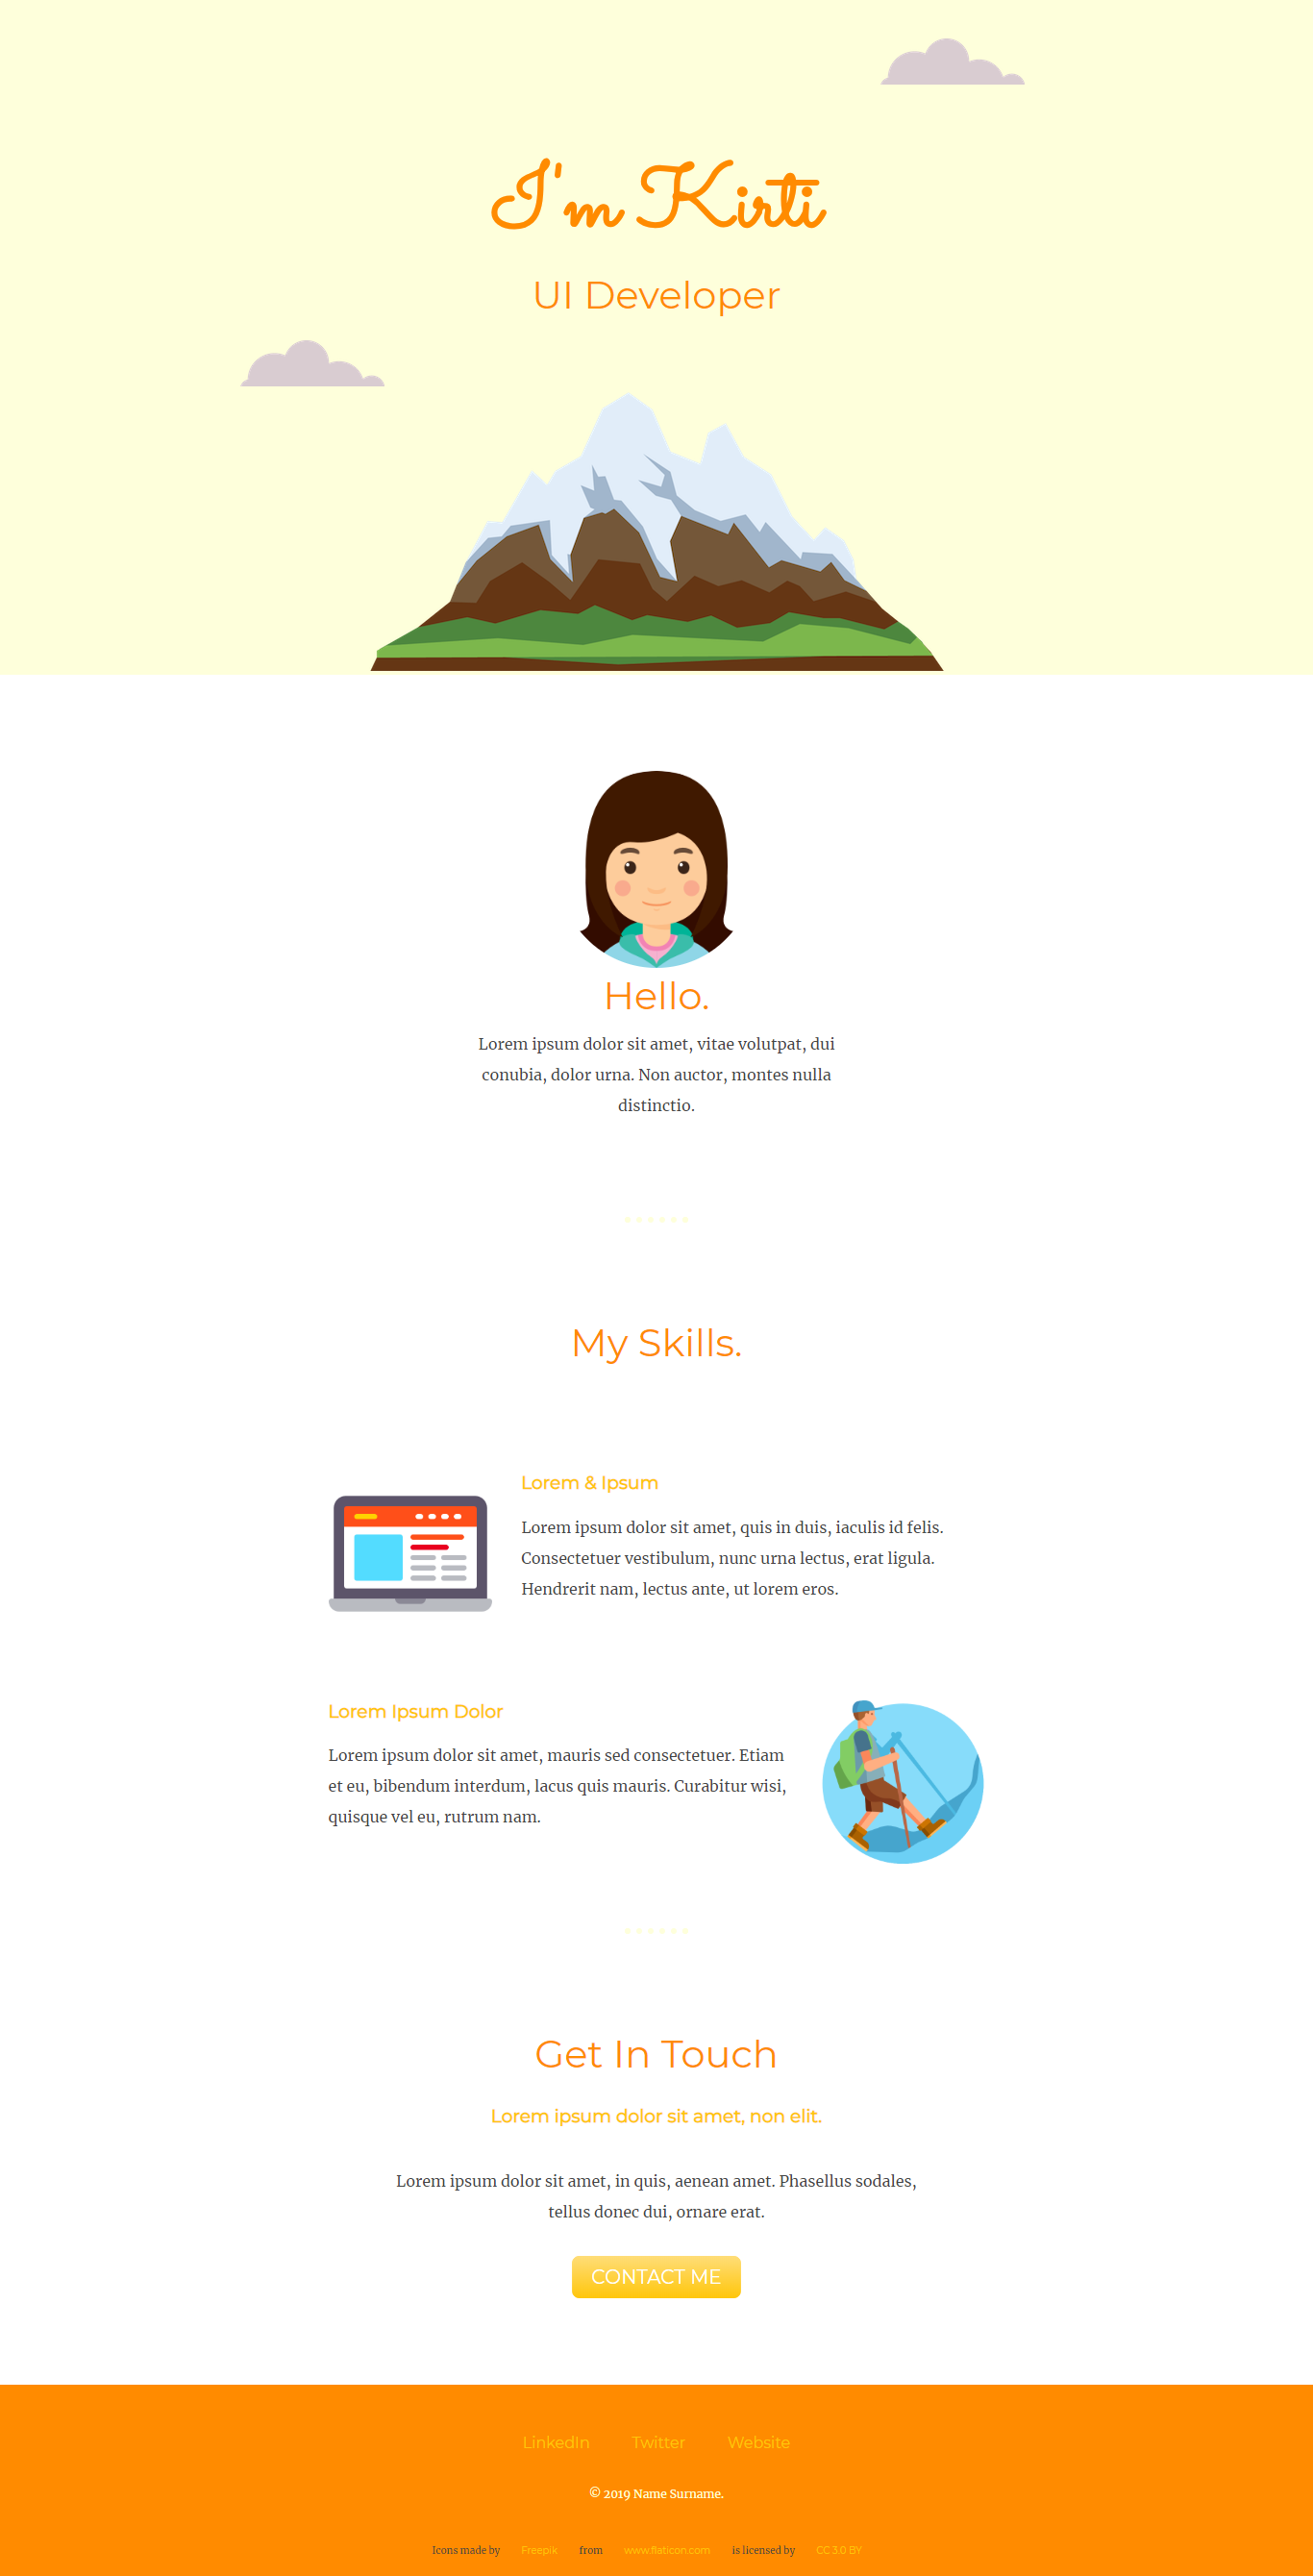 I'm Kirti
UI Developer
Hello.
Lorem ipsum dolor sit amet, vitae volutpat, dui
conubia, dolor urna. Non auctor, montes nulla
distinctio.
My Skills.
Lorem & Ipsum
Lorem ipsum dolor sit amet, quis in duis, iaculis id felis.
Consectetuer vestibulum, nunc urna lectus, erat ligula.
Hendrerit nam, lectus ante, ut lorem eros.
Lorem Ipsum Dolor
Lorem ipsum dolor sit amet, mauris sed consectetuer. Etiam
et eu, bibendum interdum, lacus quis mauris. Curabitur wisi,
quisque vel eu, rutrum nam.
Get In Touch
Lorem ipsum dolor sit amet, non elit.
Lorem ipsum dolor sit amet, in quis, aenean amet. Phasellus sodales,
tellus donec dui, ornare erat.
CONTACT ME
LinkedIn Twitter Website
© 2019 Name Surname.
Icons made by Freepik from www.flaticon.com is licensed by CC 3.0 BY